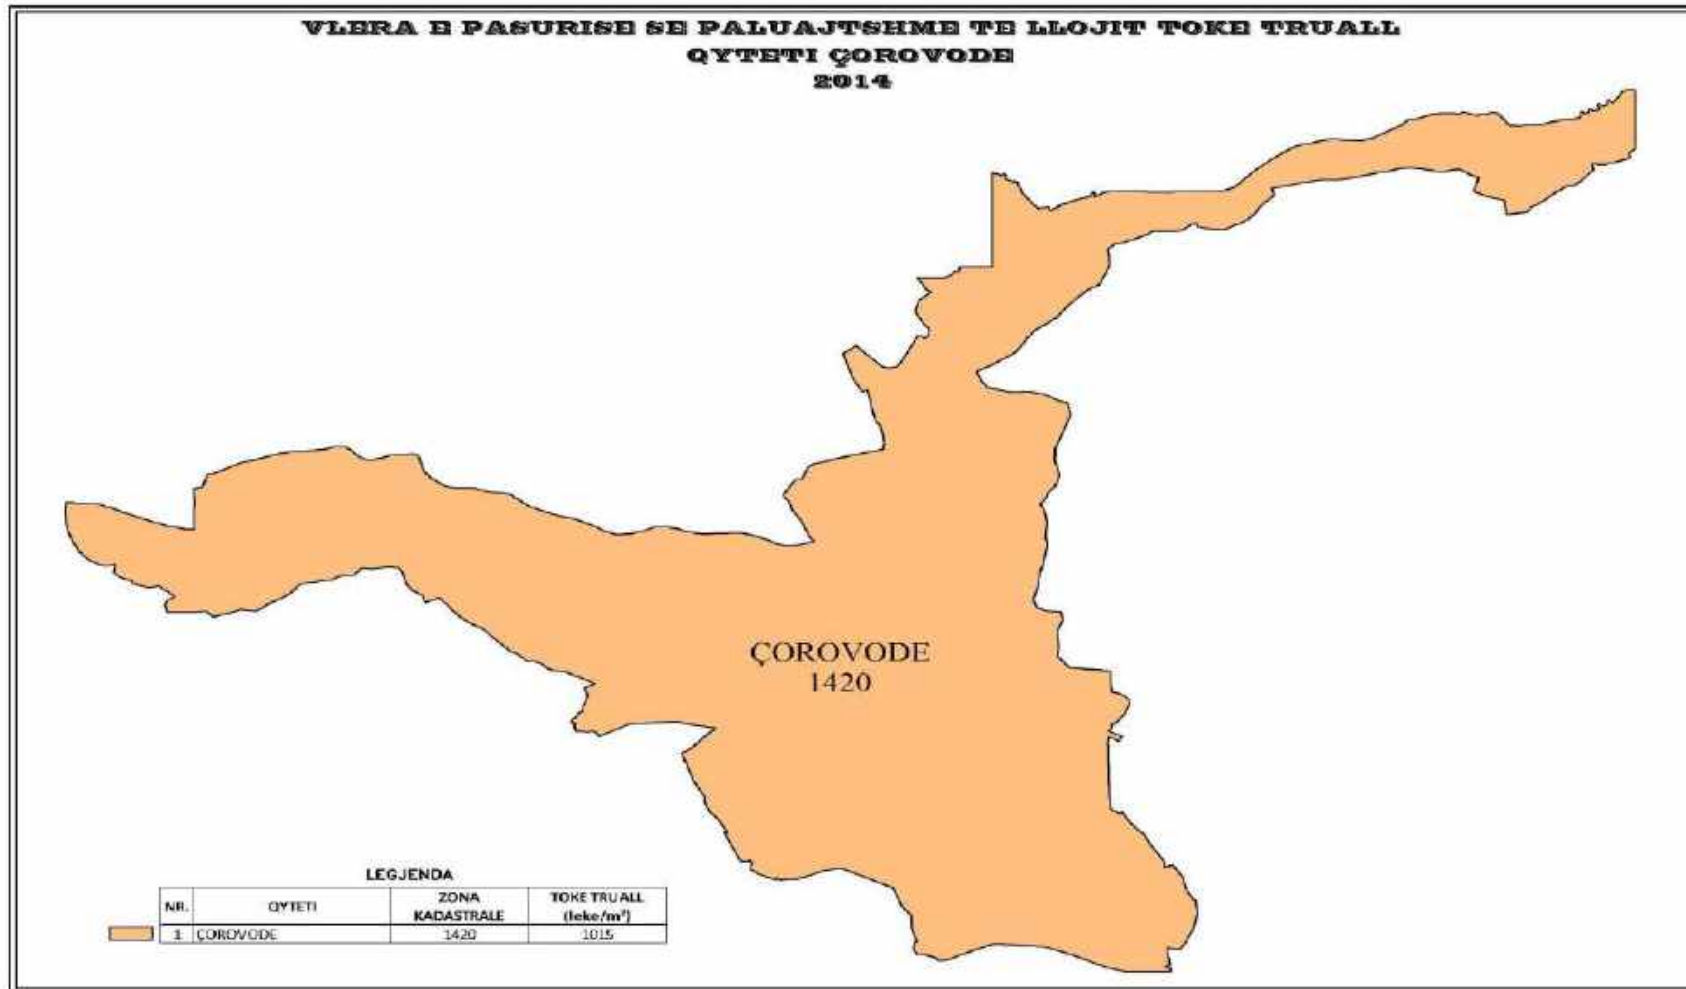 VLERA E PASURISE SE PALUAJTSHME TE LLOJIT TOKE TRUALL
QYTETI ÇOROVODE
2014
ÇOROVODE
1420
LEGJENDA
NR. QYTETI ZONA KADASTRALE TOKE TRUALL (leke/m²)
1 ÇOROVODE 1420 1015